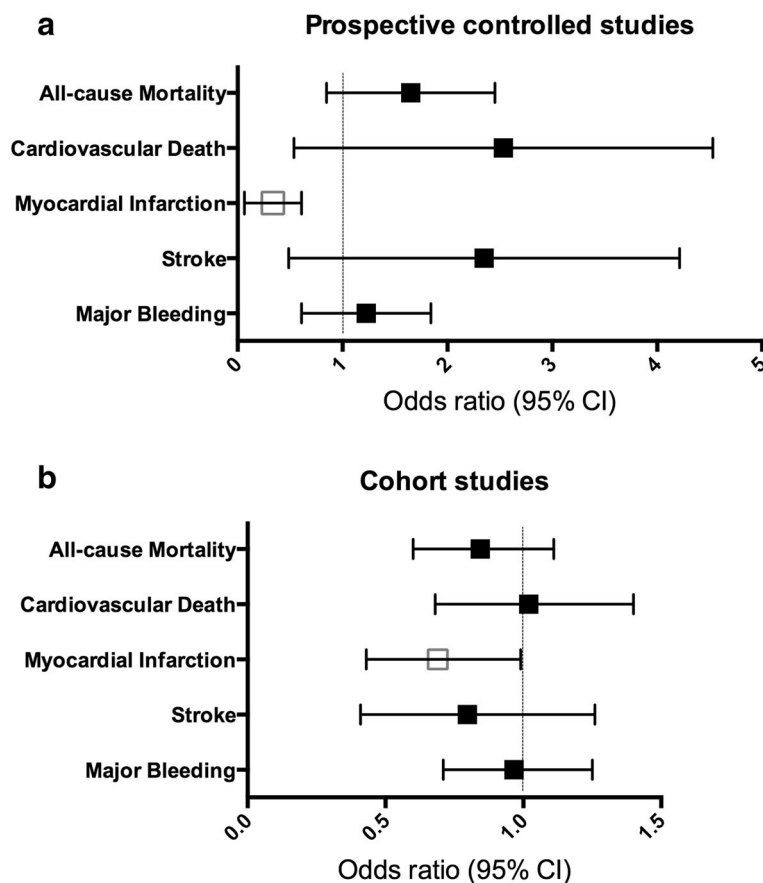 a
Prospective controlled studies
All-cause Mortality
Cardiovascular Death
Myocardial Infarction
Stroke
Major Bleeding
0 1 2 3 4 5
Odds ratio (95% CI)
b
Cohort studies
All-cause Mortality
Cardiovascular Death
Myocardial Infarction
Stroke
Major Bleeding
0.0 0.5 1.0 1.5
Odds ratio (95% CI)